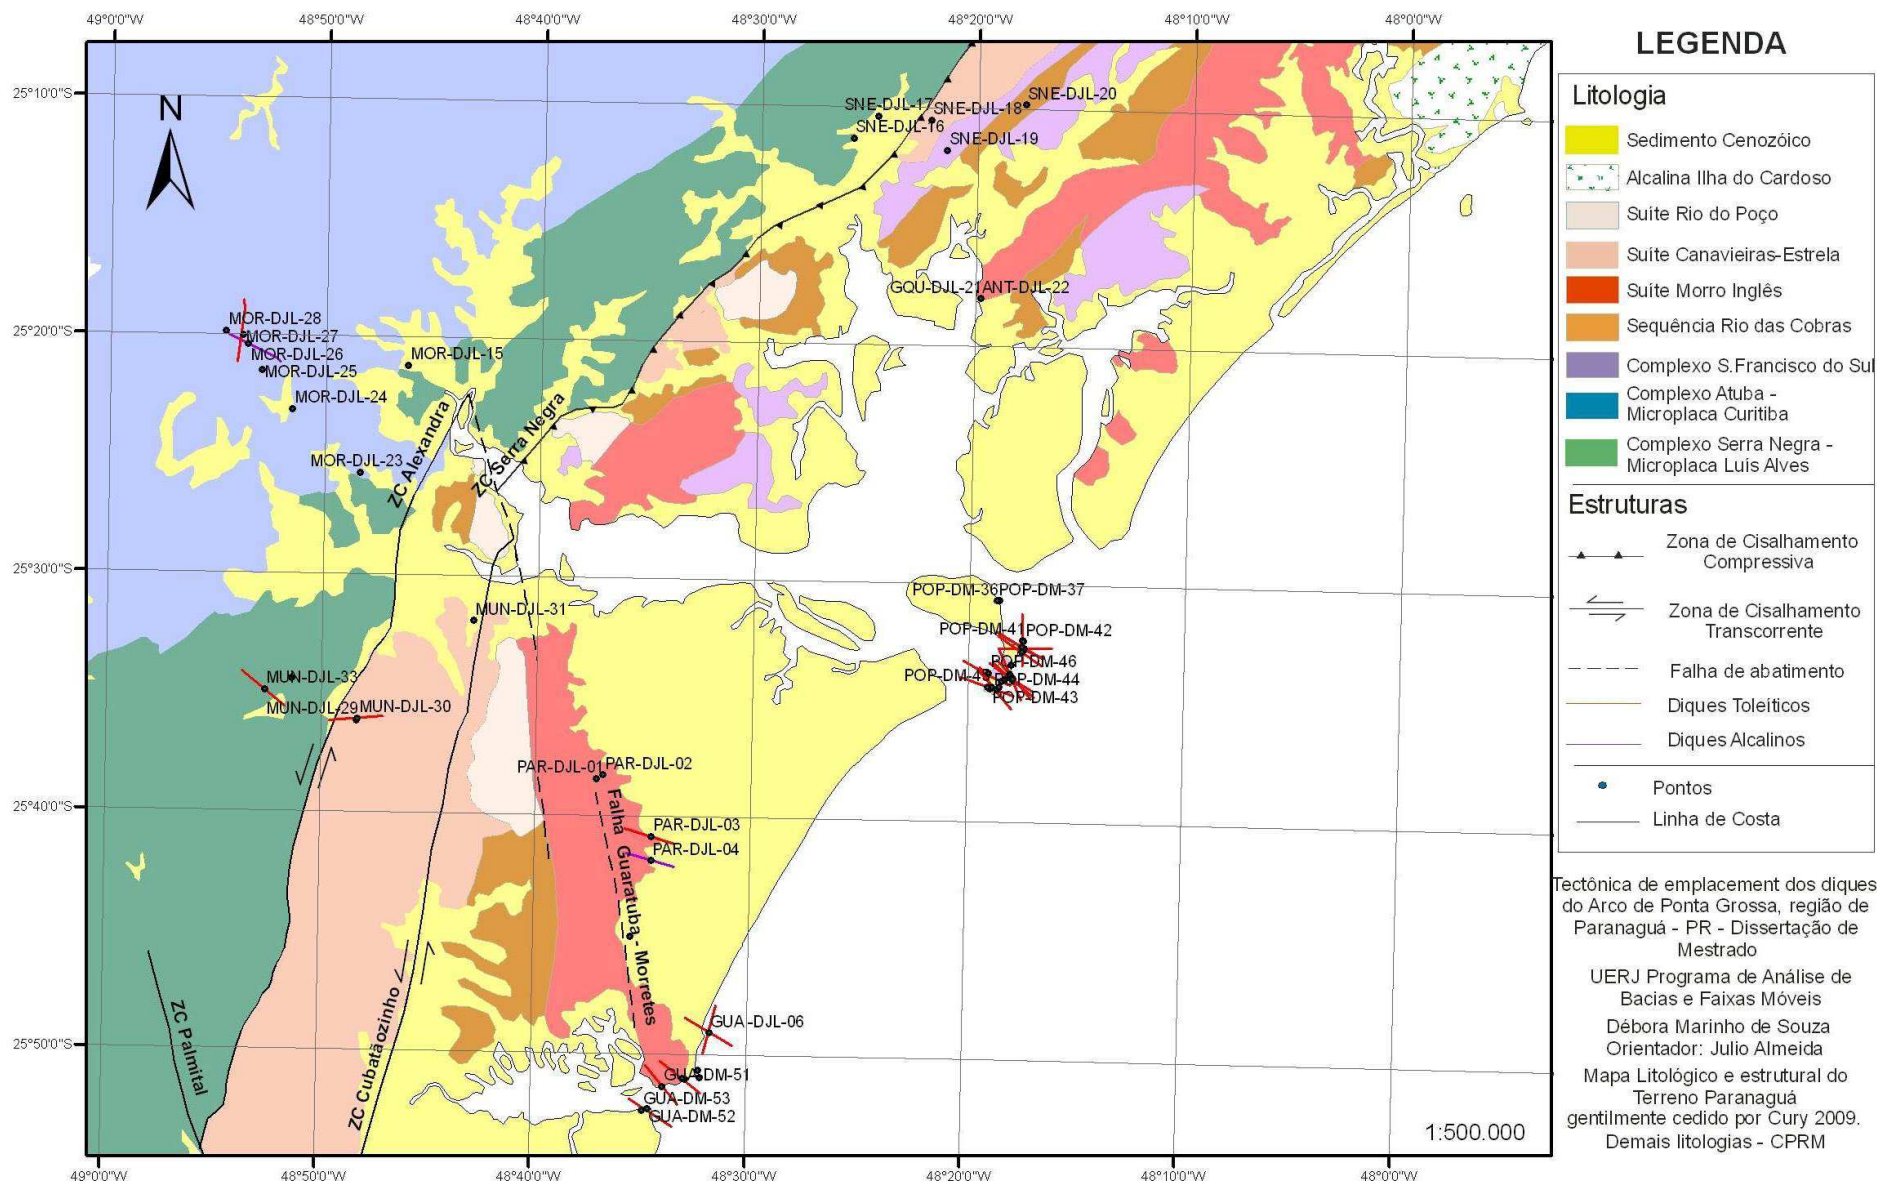 49°0'0"W
48°50'0"W
48°40'0"W
48°30'0"W
48°20'0"W
48°10'0"W
48°0'0"W
25°10'0"S
25°20'0"S
25°30'0"S
25°40'0"S
25°50'0"S
N
SNE-DJL-17
SNE-DJL-18
SNE-DJL-20
SNE-DJL-16
SNE-DJL-19
GQU-DJL-21
ANT-DJL-22
MOR-DJL-28
MOR-DJL-27
MOR-DJL-26
MOR-DJL-25
MOR-DJL-15
MOR-DJL-24
MOR-DJL-23
ZC Alexandra
ZC Serra Negra
MUN-DJL-31
POP-DM-36
POP-DM-37
POP-DM-41
POP-DM-42
POP-DM-46
POP-DM-44
POP-DM-43
MUN-DJL-33
MUN-DJL-29
MUN-DJL-30
PAR-DJL-01
PAR-DJL-02
PAR-DJL-03
PAR-DJL-04
Falha Guaratuba - Morretes
ZC Palmital
ZC Cubatãozinho
GUA-DJL-06
GUA-DM-51
GUA-DM-53
GUA-DM-52
1:500.000
49°0'0"W
48°50'0"W
48°40'0"W
48°30'0"W
48°20'0"W
48°10'0"W
48°0'0"W
LEGENDA
Litologia
Sedimento Cenozóico
Alcalina Ilha do Cardoso
Suíte Rio do Poço
Suíte Canavieiras-Estrela
Suíte Morro Inglês
Sequência Rio das Cobras
Complexo S.Francisco do Sul
Complexo Atuba -
Microplaca Curitiba
Complexo Serra Negra -
Microplaca Luís Alves
Estruturas
Zona de Cisalhamento
Compressiva
Zona de Cisalhamento
Transcorrente
Falha de abatimento
Diques Toleíticos
Diques Alcalinos
Pontos
Linha de Costa
Tectônica de emplacement dos diques
do Arco de Ponta Grossa, região de
Paranaguá - PR - Dissertação de
Mestrado
UERJ Programa de Análise de
Bacias e Faixas Móveis
Débora Marinho de Souza
Orientador: Julio Almeida
Mapa Litológico e estrutural do
Terreno Paranaguá
gentilmente cedido por Cury 2009.
Demais litologias - CPRM